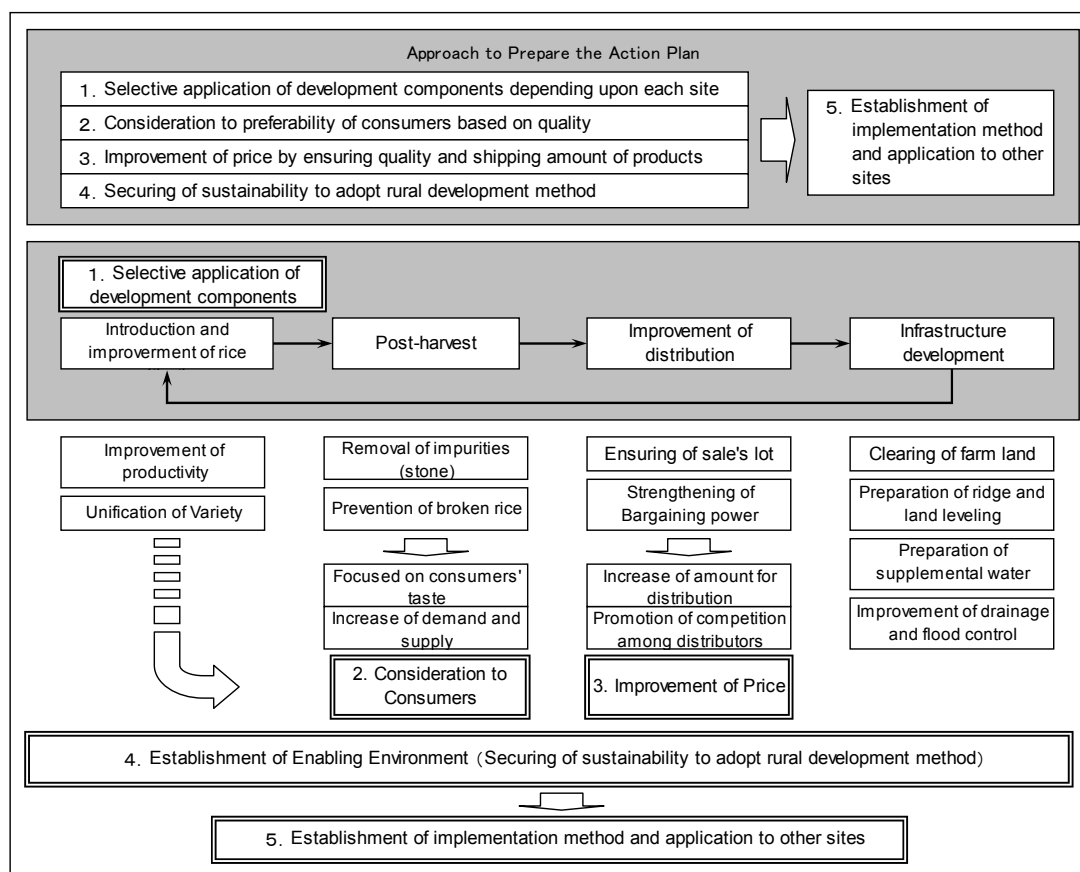 Approach to Prepare the Action Plan
1. Selective application of development components depending upon each site
2. Consideration to preferability of consumers based on quality
3. Improvement of price by ensuring quality and shipping amount of products
4. Securing of sustainability to adopt rural development method
5. Establishment of
implementation method
and application to other
sites
1. Selective application of
development components
Introduction and
improverment of rice
Post-harvest
Improvement of
distribution
Infrastructure
development
Improvement of
productivity
Unification of Variety
Removal of impurities
(stone)
Prevention of broken rice
Focused on consumers'
taste
Increase of demand and
supply
2. Consideration to
Consumers
Ensuring of sale's lot
Strengthening of
Bargaining power
Increase of amount for
distribution
Promotion of competition
among distributors
3. Improvement of Price
Clearing of farm land
Preparation of ridge and
land leveling
Preparation of
supplemental water
Improvement of drainage
and flood control
4. Establishment of Enabling Environment (Securing of sustainability to adopt rural development method)
5. Establishment of implementation method and application to other sites